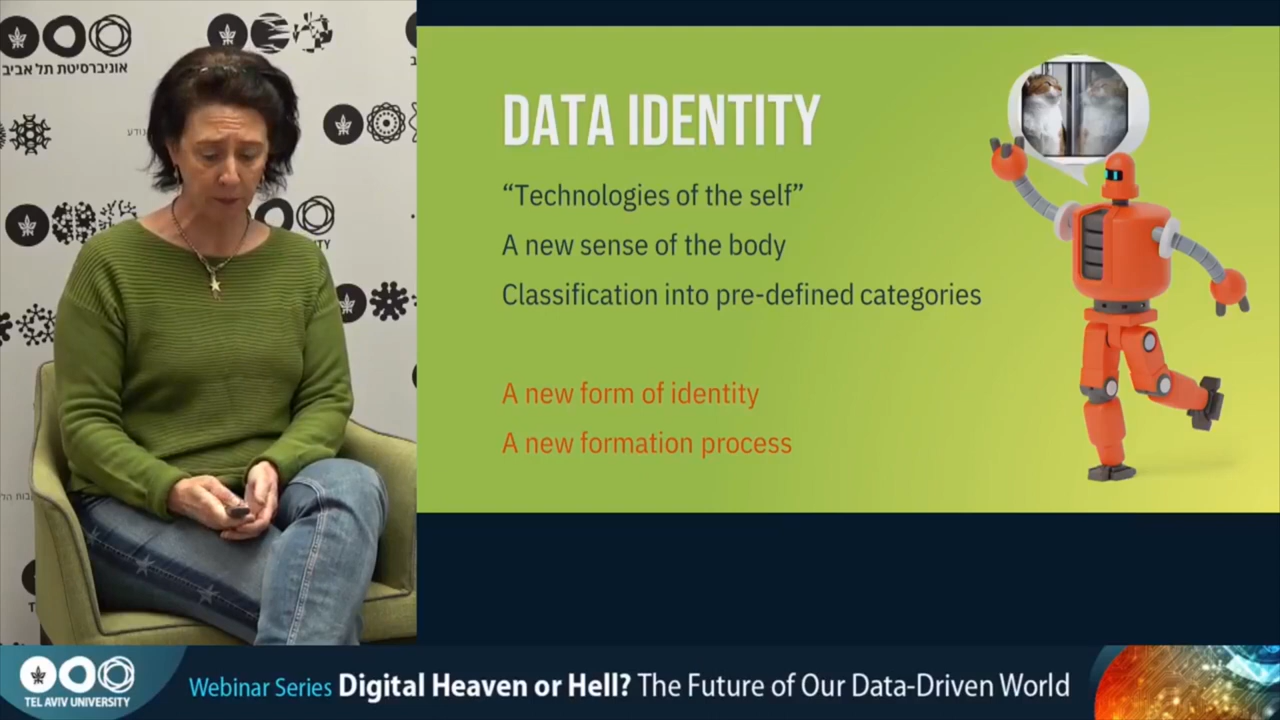 אוניברסיטת תל אביב
DATA IDENTITY
“Technologies of the self”
A new sense of the body
Classification into pre-defined categories
A new form of identity
A new formation process
TEL AVIV UNIVERSITY
Webinar Series Digital Heaven or Hell? The Future of Our Data-Driven World